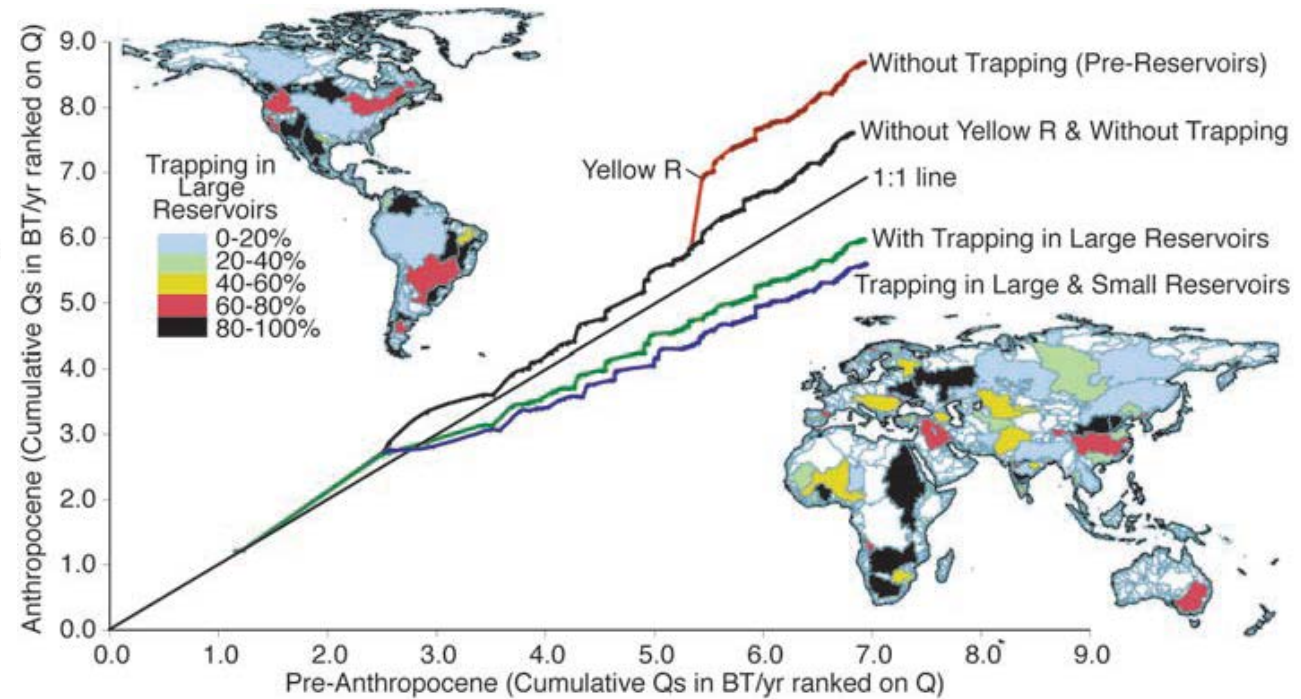 Anthropocene (Cumulative Qs in BT/yr ranked on Q)
9.0
8.0
7.0
6.0
5.0
4.0
3.0
2.0
1.0
0.0
Trapping in
Large
Reservoirs
0-20%
20-40%
40-60%
60-80%
80-100%
Without Trapping (Pre-Reservoirs)
Without Yellow R & Without Trapping
Yellow R
1:1 line
With Trapping in Large Reservoirs
Trapping in Large & Small Reservoirs
0.0 1.0 2.0 3.0 4.0 5.0 6.0 7.0 8.0 9.0
Pre-Anthropocene (Cumulative Qs in BT/yr ranked on Q)